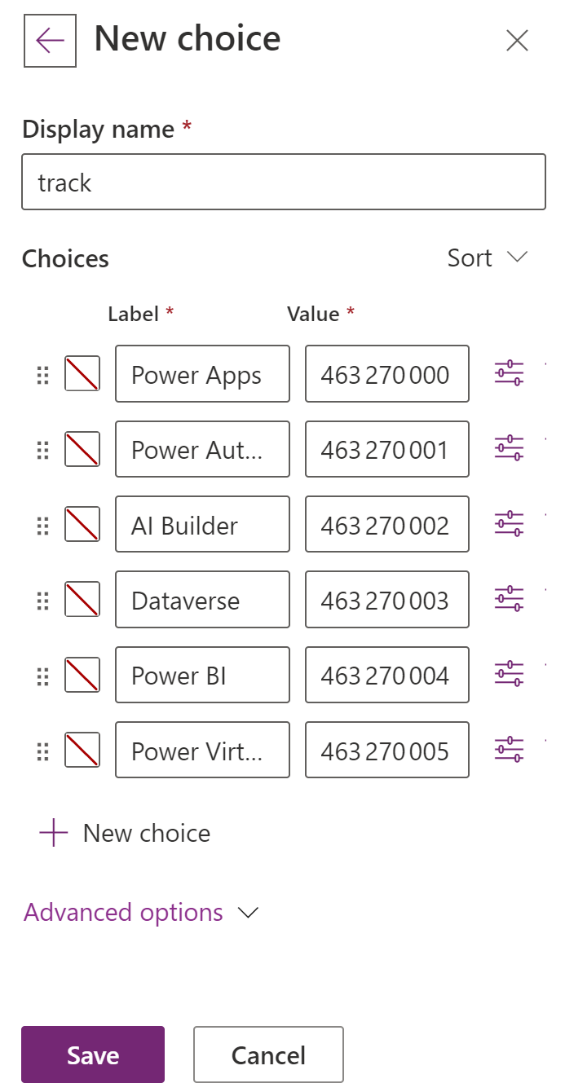 New choice
Display name *
track
Choices Sort
Label * Value *
Power Apps 463 270 000
Power Aut... 463 270 001
AI Builder 463 270 002
Dataverse 463 270 003
Power BI 463 270 004
Power Virt... 463 270 005
New choice
Advanced options
Save Cancel